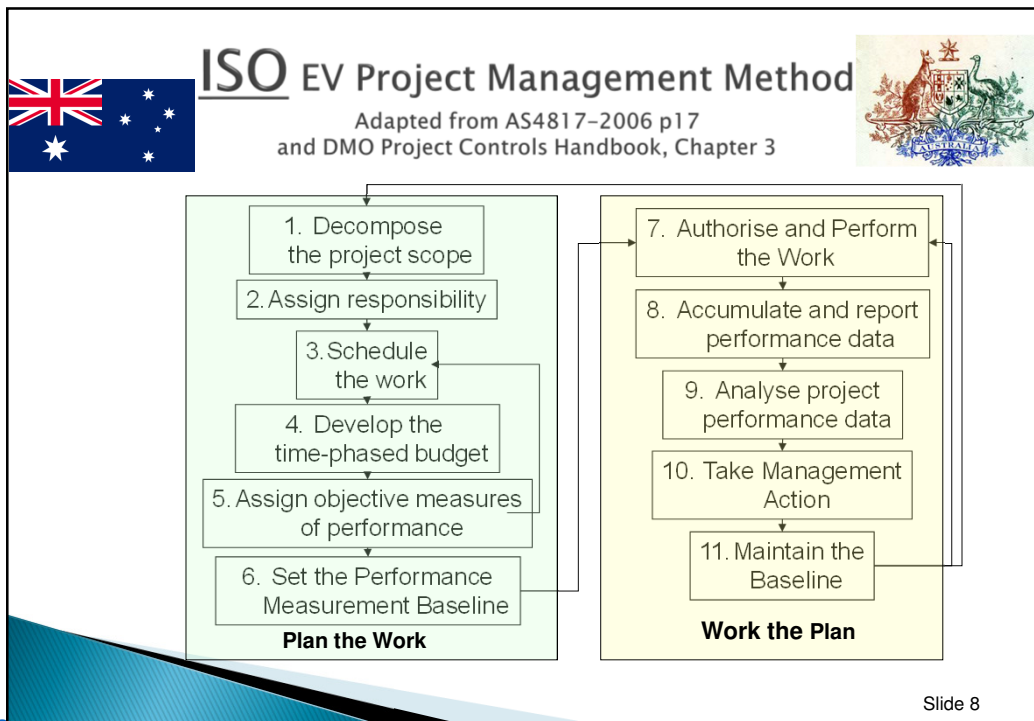 ISO EV Project Management Method
Adapted from AS4817-2006 p17
and DMO Project Controls Handbook, Chapter 3
AUSTRALIA
1. Decompose
the project scope
2. Assign responsibility
3. Schedule
the work
4. Develop the
time-phased budget
5. Assign objective measures
of performance
6. Set the Performance
Measurement Baseline
Plan the Work
7. Authorise and Perform
the Work
8. Accumulate and report
performance data
9. Analyse project
performance data
10. Take Management
Action
11. Maintain the
Baseline
Work the Plan
Slide 8